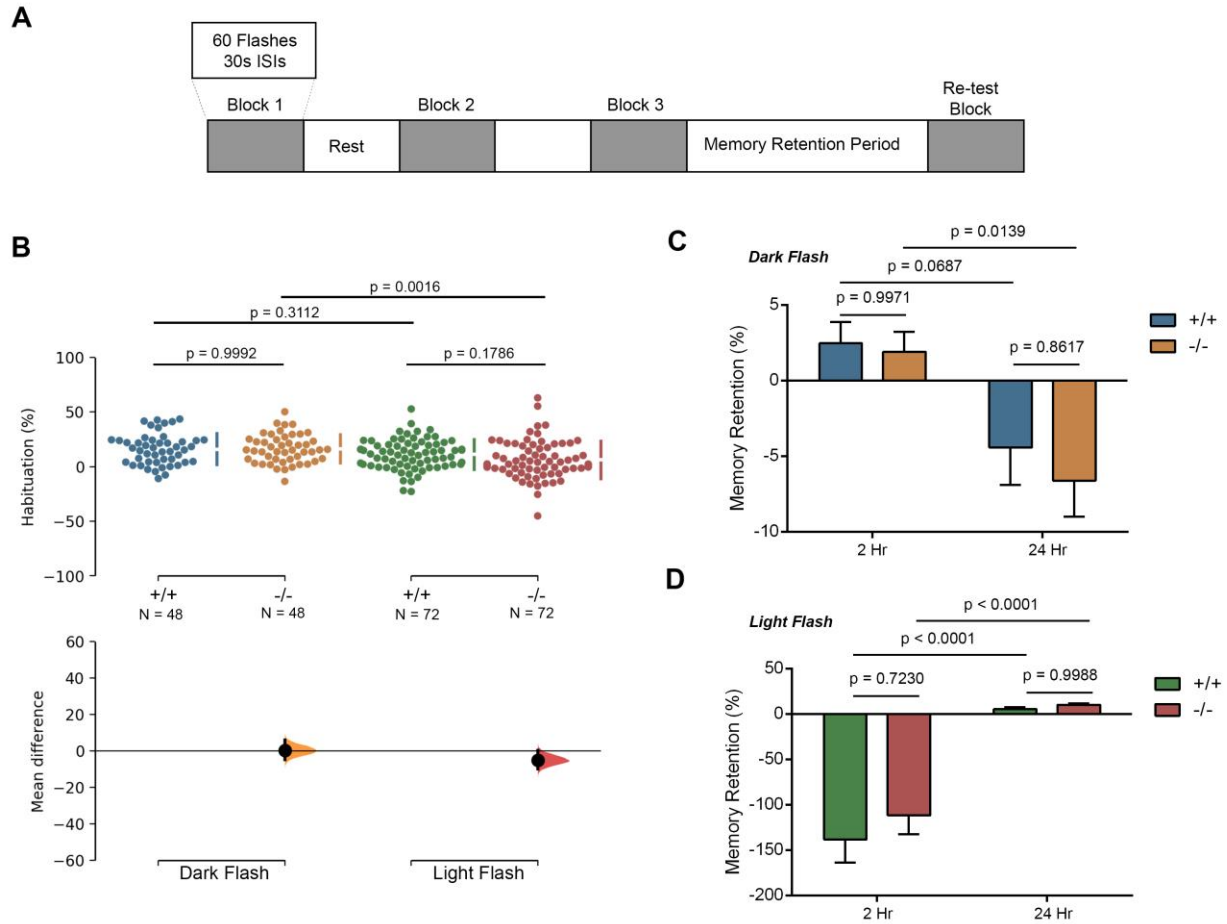 A
60 Flashes
30s ISIs
Block 1
Block 2
Block 3
Re-test
Block
Rest
Memory Retention Period
B
p = 0.0016
p = 0.3112
p = 0.9992
p = 0.1786
Habituation (%)
100
50
0
−50
−100
+/+
N = 48
-/-
N = 48
+/+
N = 72
-/-
N = 72
Mean difference
60
40
20
0
−20
−40
−60
Dark Flash
Light Flash
C
Dark Flash
p = 0.0139
p = 0.0687
p = 0.9971
p = 0.8617
+/+
-/-
Memory Retention (%)
5
0
-5
-10
2 Hr
24 Hr
D
Light Flash
p < 0.0001
p < 0.0001
p = 0.7230
p = 0.9988
+/+
-/-
Memory Retention (%)
50
0
-50
-100
-150
-200
2 Hr
24 Hr